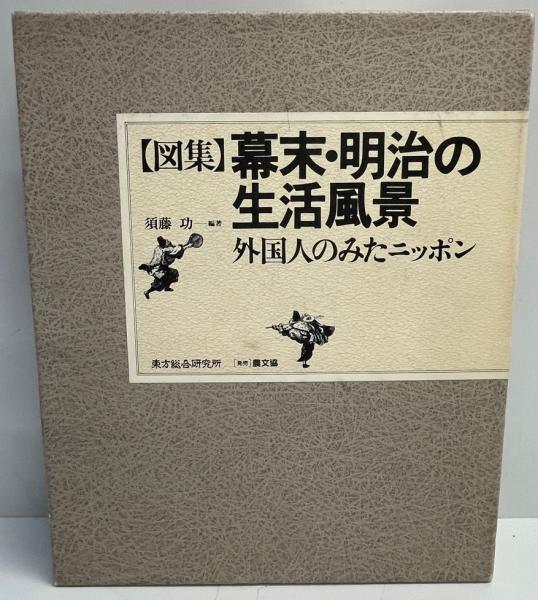 【図集】幕末・明治の
生活風景
須藤 功―編著
外国人のみたニッポン
東方総合研究所 [発売]農文協